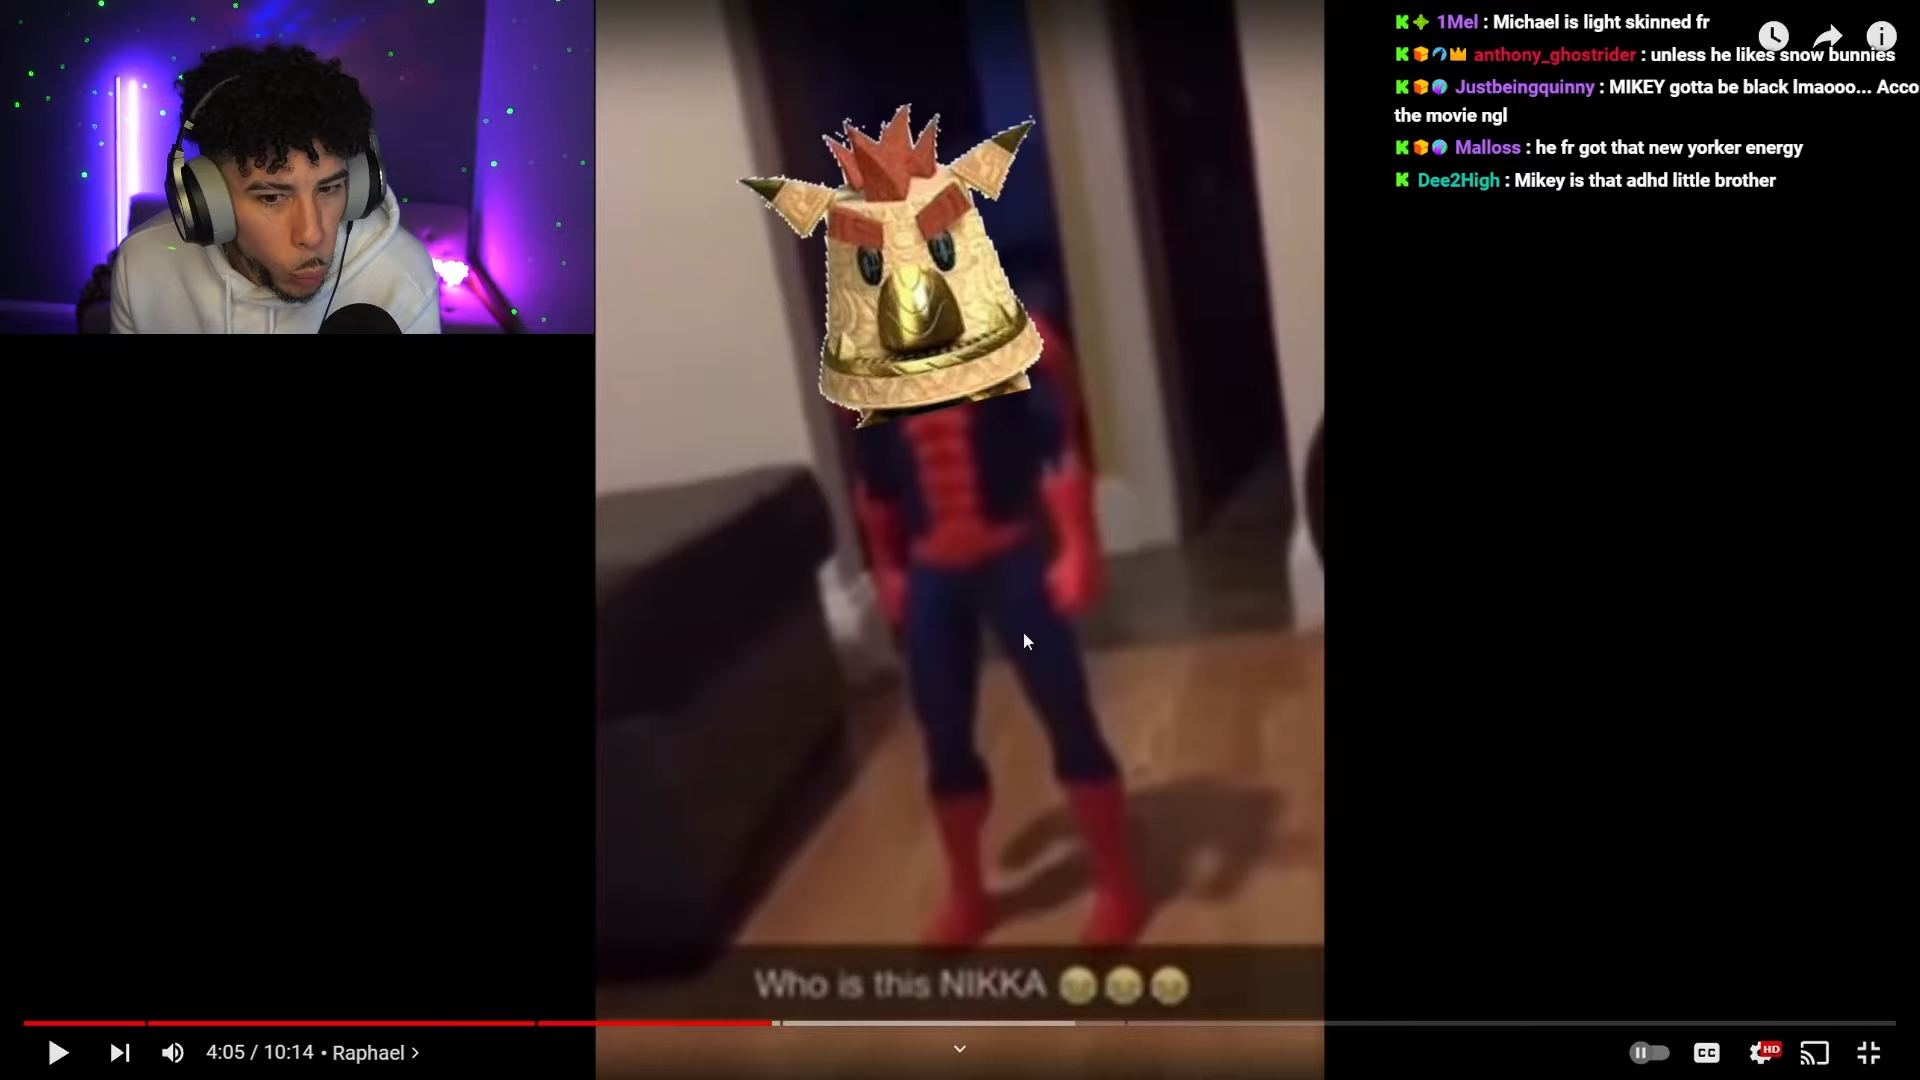 1Mel : Michael is light skinned fr
anthony_ghostrider : unless he likes snow bunnies
Justbeingquinny : MIKEY gotta be black lmaooo... Acco
the movie ngl
Malloss : he fr got that new yorker energy
Dee2High : Mikey is that adhd little brother
Who is this NIKKA 😂😂😂
4:05 / 10:14 • Raphael >
CC
HD